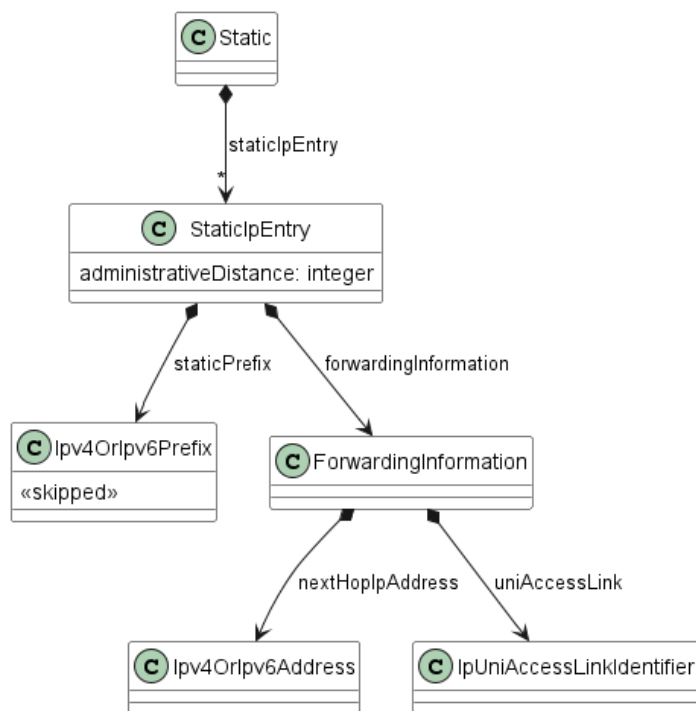 C Static
staticIpEntry
*
C StaticIpEntry
administrativeDistance: integer
staticPrefix
forwardingInformation
C Ipv4OrIpv6Prefix
«skipped»
C ForwardingInformation
nextHopIpAddress
uniAccessLink
C Ipv4OrIpv6Address
C IpUniAccessLinkIdentifier